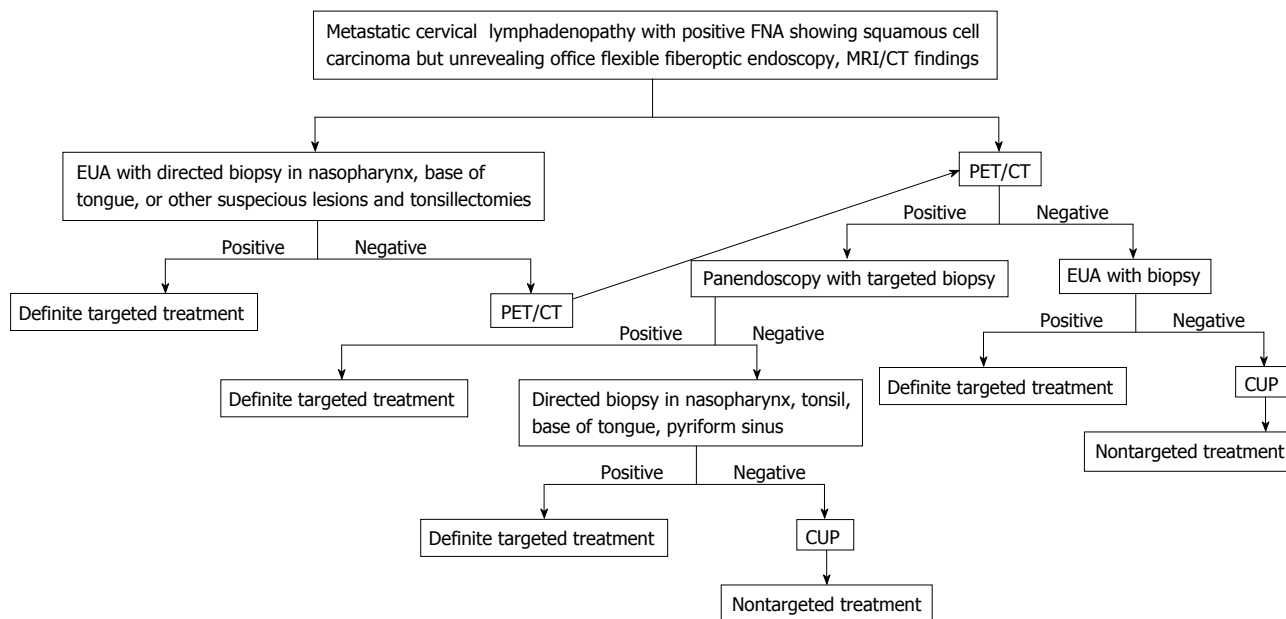 Metastatic cervical lymphadenopathy with positive FNA showing squamous cell
carcinoma but unrevealing office flexible fiberoptic endoscopy, MRI/CT findings
EUA with directed biopsy in nasopharynx, base of
tongue, or other suspecious lesions and tonsillectomies
PET/CT
Positive
Negative
Positive
Negative
Definite targeted treatment
PET/CT
Panendoscopy with targeted biopsy
EUA with biopsy
Positive
Negative
Positive
Negative
Definite targeted treatment
Directed biopsy in nasopharynx, tonsil,
base of tongue, pyriform sinus
Definite targeted treatment
CUP
Nontargeted treatment
Positive
Negative
Definite targeted treatment
CUP
Nontargeted treatment